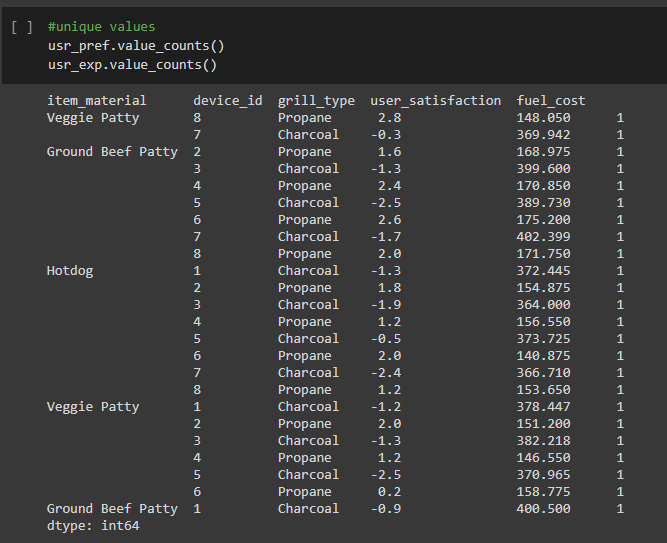 [ ] #unique values
usr_pref.value_counts()
usr_exp.value_counts()
item_material device_id grill_type user_satisfaction fuel_cost
Veggie Patty 8 Propane 2.8 148.050 1
7 Charcoal -0.3 369.942 1
Ground Beef Patty 2 Propane 1.6 168.975 1
3 Charcoal -1.3 399.600 1
4 Propane 2.4 170.850 1
5 Charcoal -2.5 389.730 1
6 Propane 2.6 175.200 1
7 Charcoal -1.7 402.399 1
8 Propane 2.0 171.750 1
Hotdog 1 Charcoal -1.3 372.445 1
2 Propane 1.8 154.875 1
3 Charcoal -1.9 364.000 1
4 Propane 1.2 156.550 1
5 Charcoal -0.5 373.725 1
6 Propane 2.0 140.875 1
7 Charcoal -2.4 366.710 1
8 Propane 1.2 153.650 1
Veggie Patty 1 Charcoal -1.2 378.447 1
2 Propane 2.0 151.200 1
3 Charcoal -1.3 382.218 1
4 Propane 1.2 146.550 1
5 Charcoal -2.5 370.965 1
6 Propane 0.2 158.775 1
Ground Beef Patty 1 Charcoal -0.9 400.500 1
dtype: int64